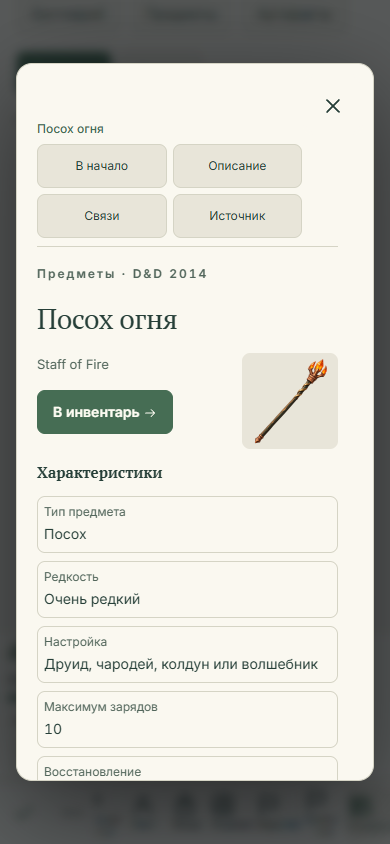 Посох огня
В начало
Описание
Связи
Источник
Предметы · D&D 2014
Посох огня
Staff of Fire
В инвентарь →
Характеристики
Тип предмета
Посох
Редкость
Очень редкий
Настройка
Друид, чародей, колдун или волшебник
Максимум зарядов
10
Восстановление